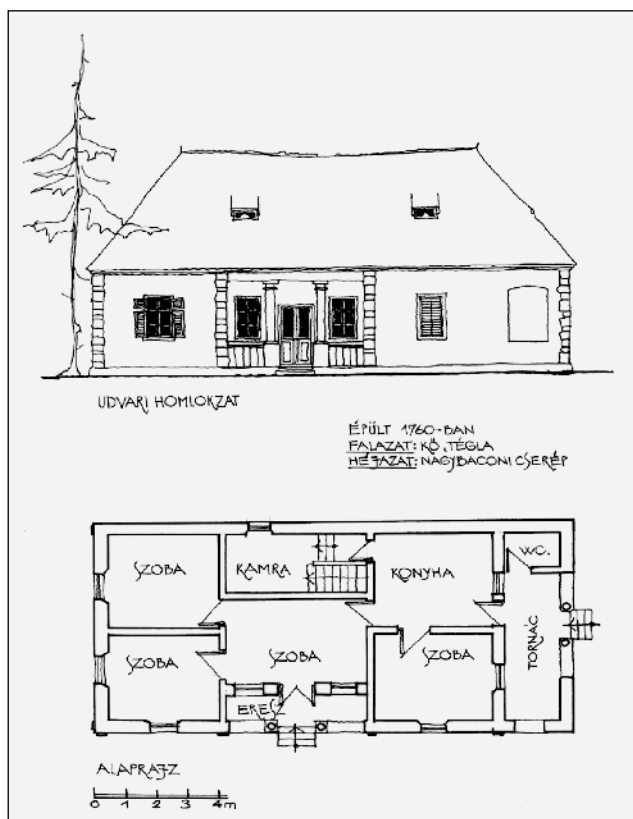 UDVARI HOMLOKZAT
ÉPÜLT 1760-BAN
FALAZAT: KŐ, TÉGLA
HÉJAZAT: NAGYBACONI CSERÉP
SZOBA
KAMRA
KONYHA
WC.
SZOBA
SZOBA
SZOBA
TORNÁC
ERESZ
ALAPRAJZ
0 1 2 3 4m